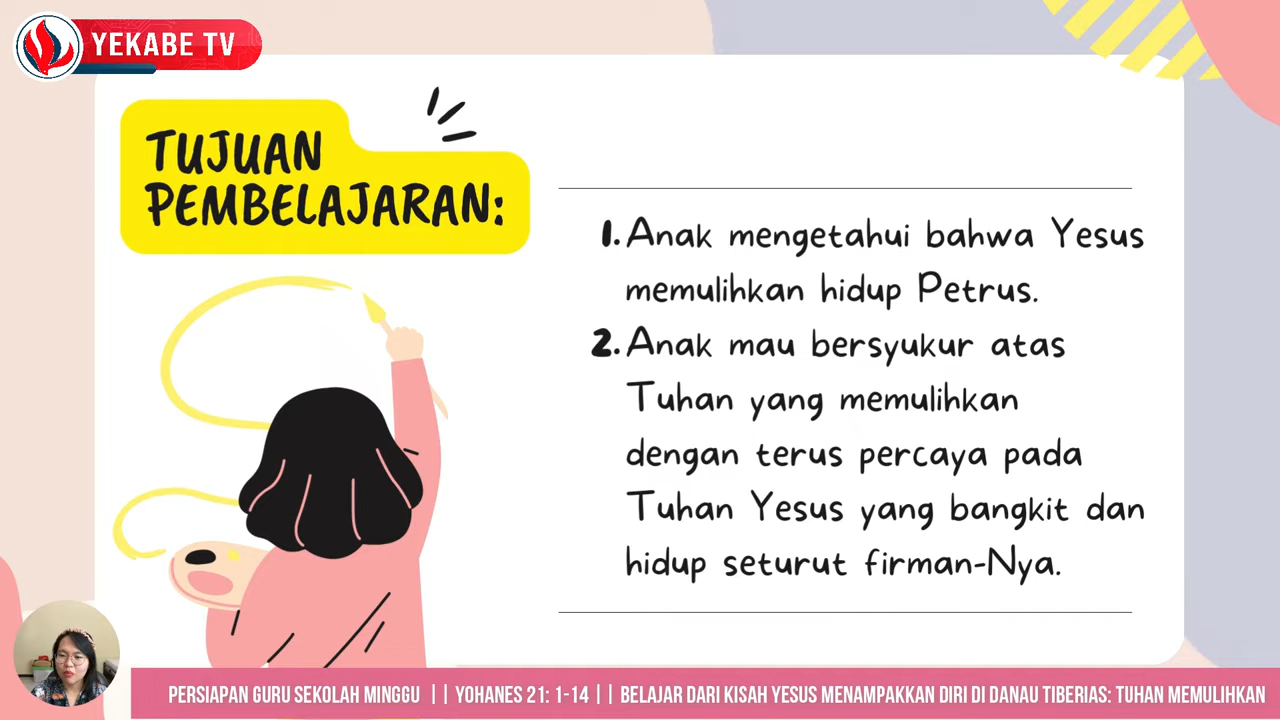 YEKABE TV
TUJUAN
PEMBELAJARAN:
1. Anak mengetahui bahwa Yesus
memulihkan hidup Petrus.
2. Anak mau bersyukur atas
Tuhan yang memulihkan
dengan terus percaya pada
Tuhan Yesus yang bangkit dan
hidup seturut firman-Nya.
PERSIAPAN GURU SEKOLAH MINGGU || YOHANES 21: 1-14 || BELAJAR DARI KISAH YESUS MENAMPAKKAN DIRI DI DANAU TIBERIAS: TUHAN MEMULIHKAN